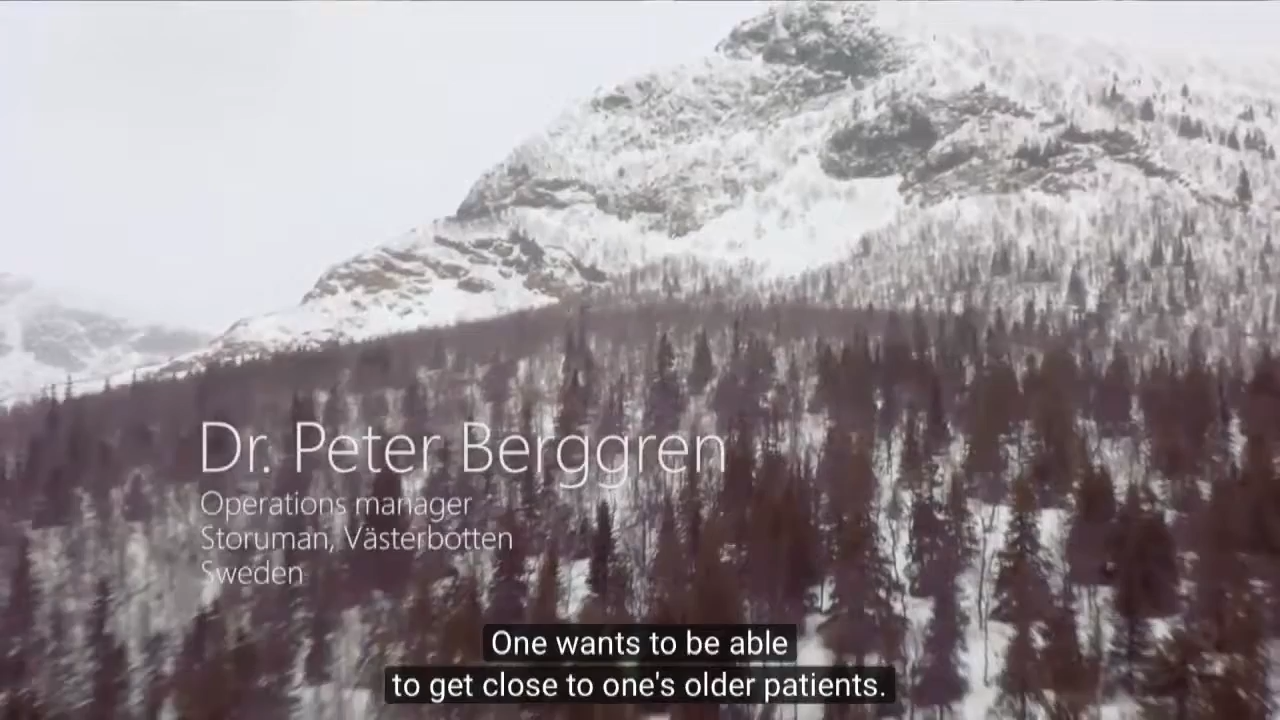 Dr. Peter Berggren
Operations manager
Storuman, Västerbotten
Sweden
One wants to be able
to get close to one's older patients.